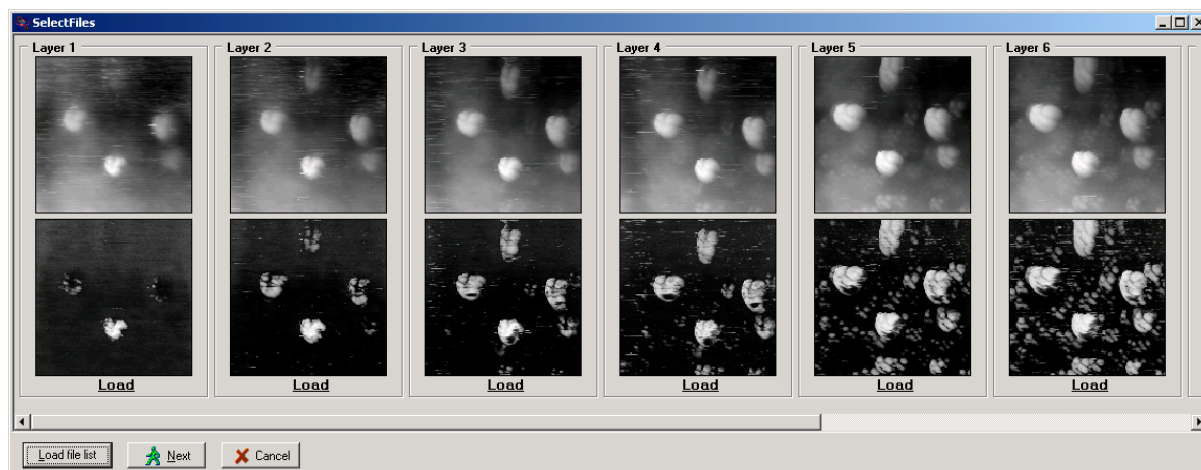 SelectFiles
Layer 1 Layer 2 Layer 3 Layer 4 Layer 5 Layer 6
Load Load Load Load Load Load
Load file list Next Cancel